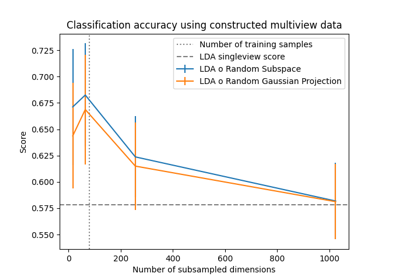 Classification accuracy using constructed multiview data
Number of training samples
LDA singleview score
LDA o Random Subspace
LDA o Random Gaussian Projection
Score
0.725
0.700
0.675
0.650
0.625
0.600
0.575
0.550
0
200
400
600
800
1000
Number of subsampled dimensions